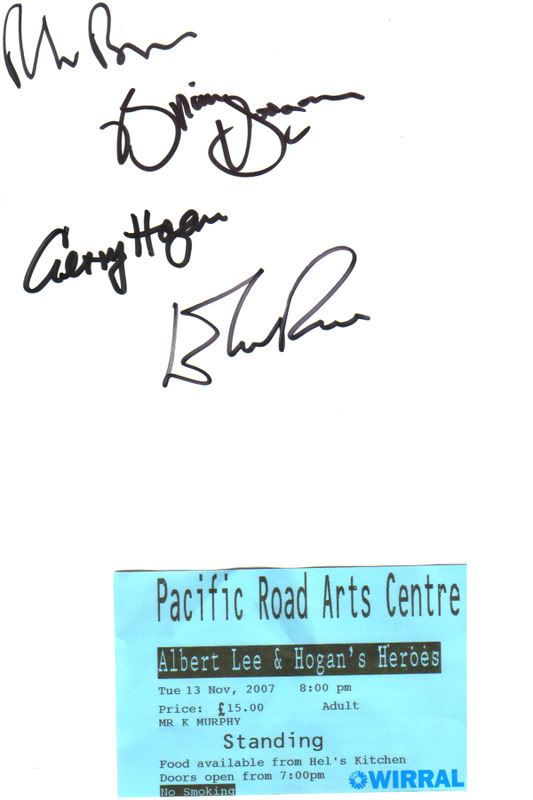 Gerry Hogan
Pacific Road Arts Centre
Albert Lee & Hogan's Heroes
Tue 13 Nov, 2007 8:00 pm
Price: £15.00 Adult
MR K MURPHY
Standing
Food available from Hel's Kitchen
Doors open from 7:00pm
WIRRAL
No Smoking